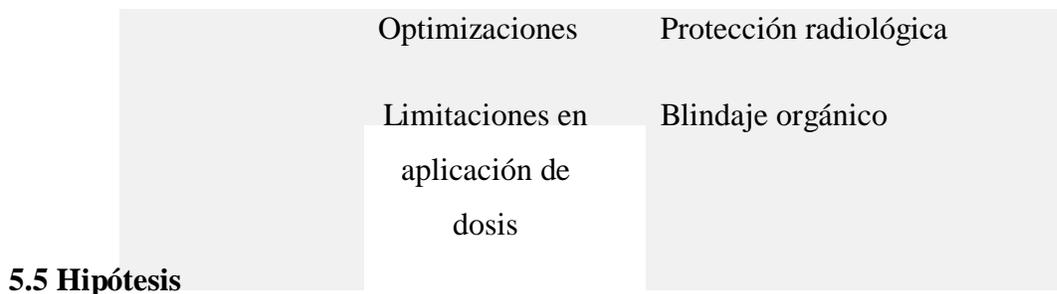 Optimizaciones Protección radiológica
Limitaciones en Blindaje orgánico
aplicación de
dosis
5.5 Hipótesis